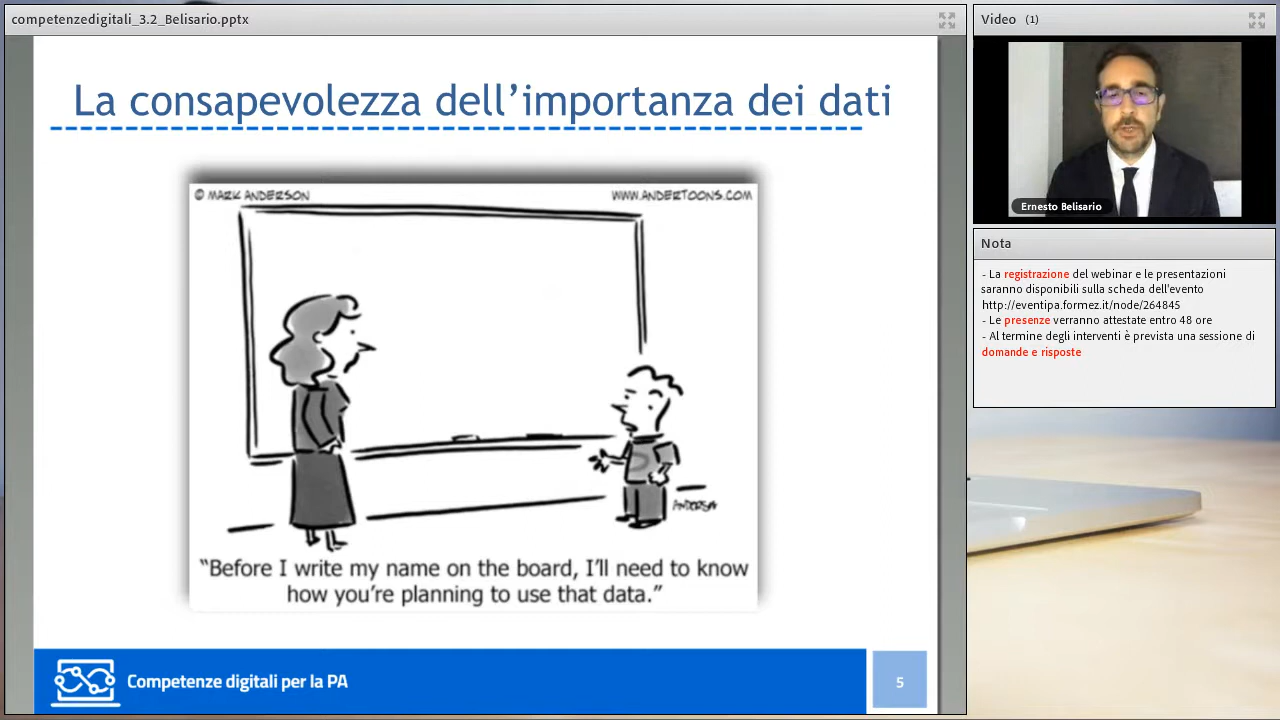 competenzedigitali_3.2_Belisario.pptx
La consapevolezza dell'importanza dei dati
© MARK ANDERSON
WWW.ANDERTOONS.COM
ANDERSON
"Before I write my name on the board, I'll need to know
how you're planning to use that data."
Competenze digitali per la PA
5
Video (1)
Ernesto Belisario
Nota
- La registrazione del webinar e le presentazioni
saranno disponibili sulla scheda dell'evento
http://eventipa.formez.it/node/264845
- Le presenze verranno attestate entro 48 ore
- Al termine degli interventi è prevista una sessione di
domande e risposte